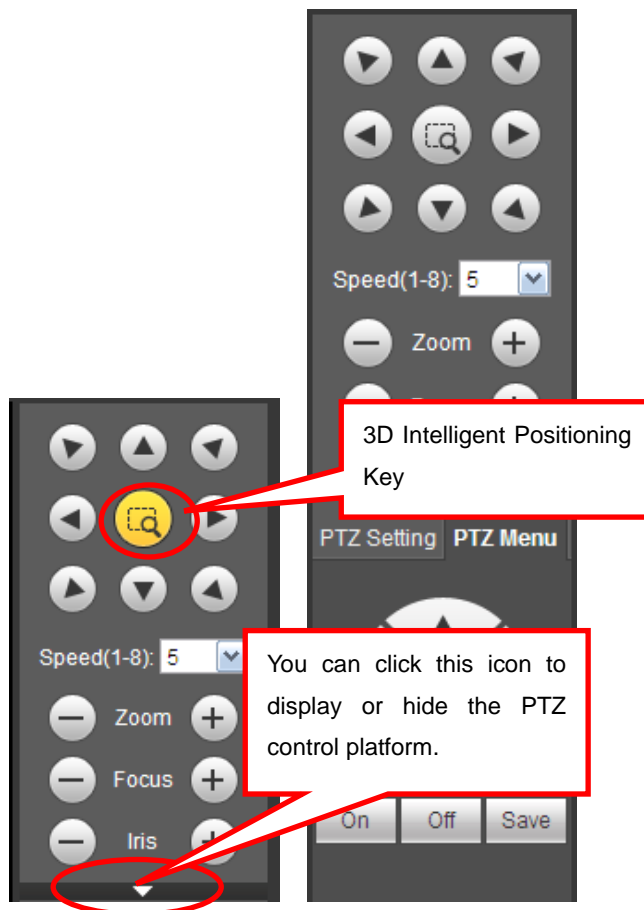 Speed(1-8): 5
Zoom
3D Intelligent Positioning
Key
PTZ Setting PTZ Menu
Speed(1-8): 5
Zoom
Focus
Iris
You can click this icon to
display or hide the PTZ
control platform.
On Off Save